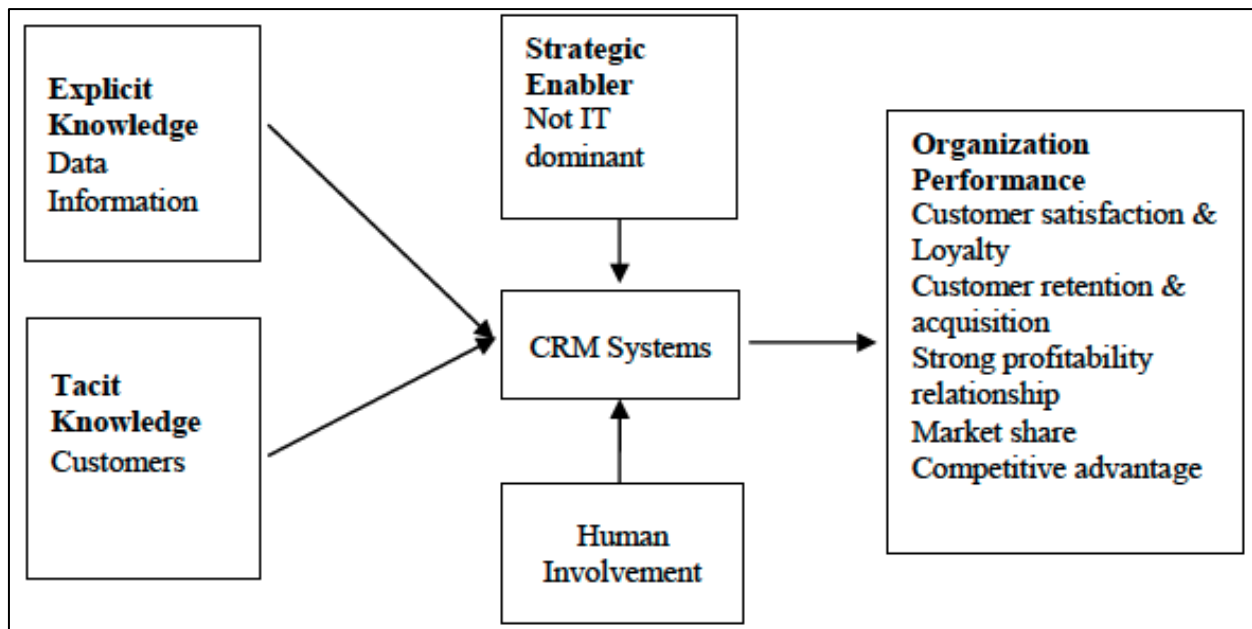 Explicit
Knowledge
Data
Information
Tacit
Knowledge
Customers
Strategic
Enabler
Not IT
dominant
CRM Systems
Human
Involvement
Organization
Performance
Customer satisfaction &
Loyalty
Customer retention &
acquisition
Strong profitability
relationship
Market share
Competitive advantage